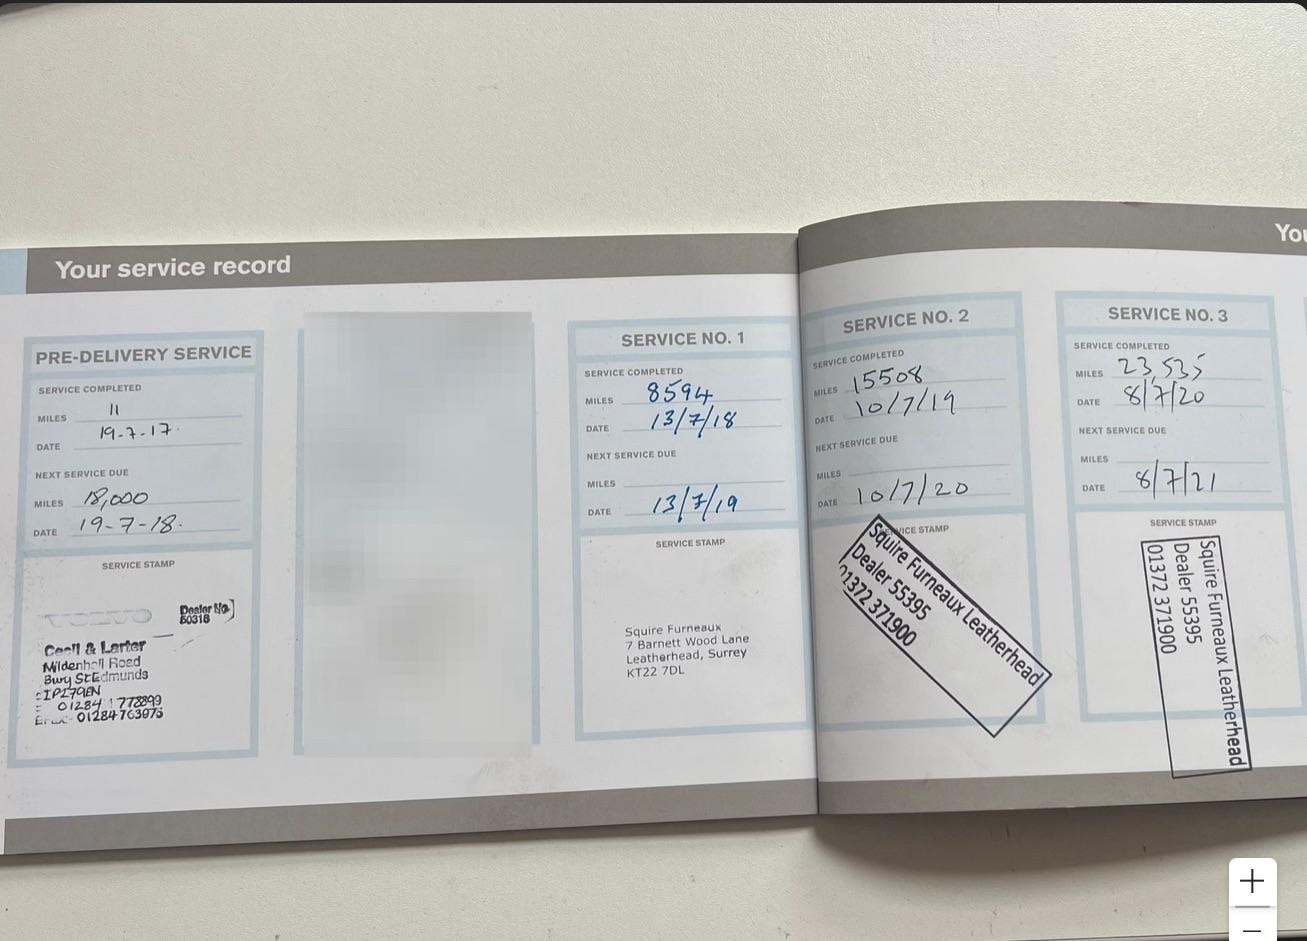 Your service record
PRE-DELIVERY SERVICE
SERVICE COMPLETED
MILES 11
DATE 19-7-17.
NEXT SERVICE DUE
MILES 18,000
DATE 19-7-18.
SERVICE STAMP
VOLVO
Dealer No
50318
& Larter
Mildenhall Road
Bury St Edmunds
01284
01284
SERVICE NO. 1
SERVICE COMPLETED
MILES 8594
DATE 13/7/18
NEXT SERVICE DUE
MILES
DATE 13/7/19
SERVICE STAMP
Squire Furneaux
7 Barnett Wood Lane
Leatherhead, Surrey
KT22 7DL
SERVICE NO. 2
SERVICE COMPLETED
MILES 15508
DATE 10/7/19
NEXT SERVICE DUE
MILES
DATE 10/7/20
SERVICE STAMP
Squire Furneaux Leatherhead
Dealer 55395
01372 371900
You
SERVICE NO. 3
SERVICE COMPLETED
MILES 23,535
DATE 8/7/20
NEXT SERVICE DUE
MILES
DATE 8/7/21
SERVICE STAMP
Squire Furneaux Leatherhead
Dealer 55395
01372 371900